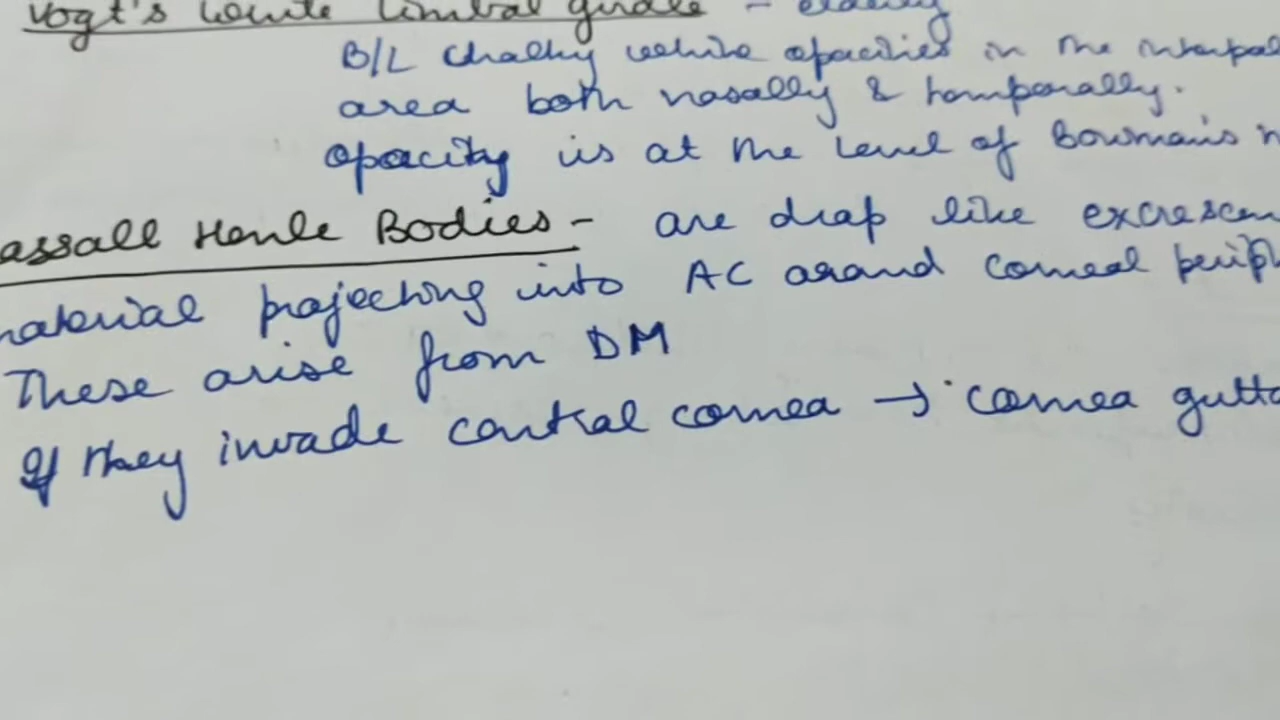 Vogt's white limbal girdle - elderly
B/L chalky white opacities in the interpal
area both nasally & temporally.
opacity is at the level of Bowman's
assall Henle Bodies - are drop like excrescen
material projecting into AC around corneal periph
These arise from DM
If they invade central cornea → cornea gutta